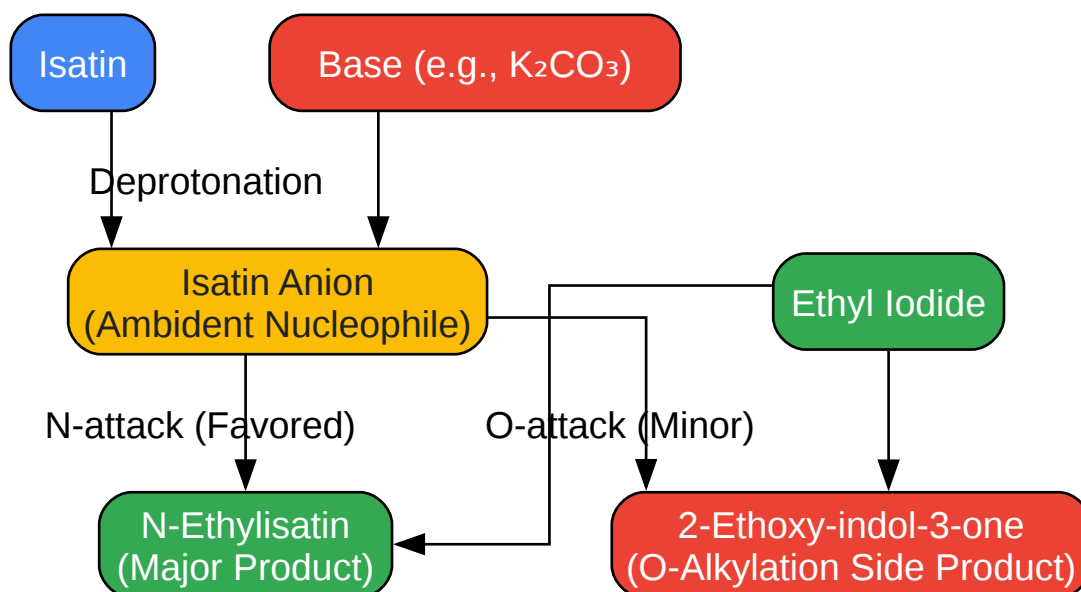 Isatin
Base (e.g., K₂CO₃)
Deprotonation
Isatin Anion
(Ambident Nucleophile)
Ethyl Iodide
N-attack (Favored)
O-attack (Minor)
N-Ethylisatin
(Major Product)
2-Ethoxy-indol-3-one
(O-Alkylation Side Product)